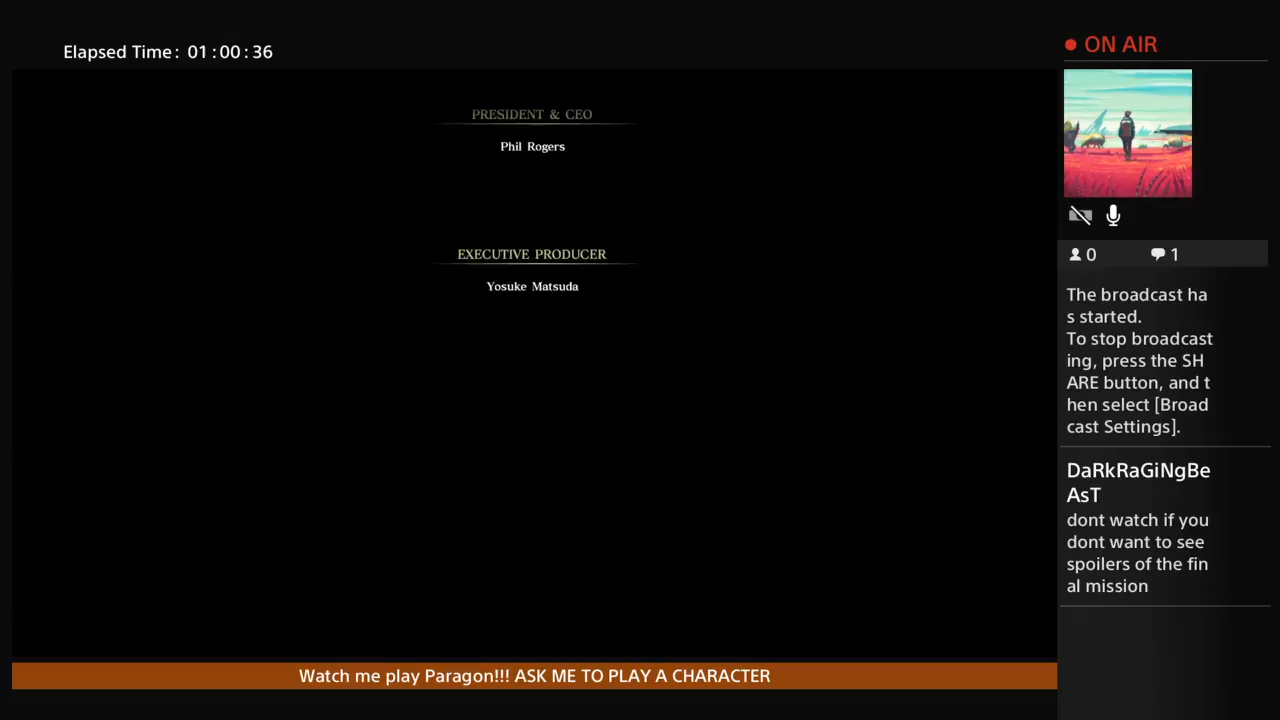 Elapsed Time: 01:00:36
PRESIDENT & CEO
Phil Rogers
EXECUTIVE PRODUCER
Yosuke Matsuda
Watch me play Paragon!!! ASK ME TO PLAY A CHARACTER
ON AIR
0 1
The broadcast ha
s started.
To stop broadcast
ing, press the SH
ARE button, and t
hen select [Broad
cast Settings].
DaRkRaGiNgBe
AsT
dont watch if you
dont want to see
spoilers of the fin
al mission